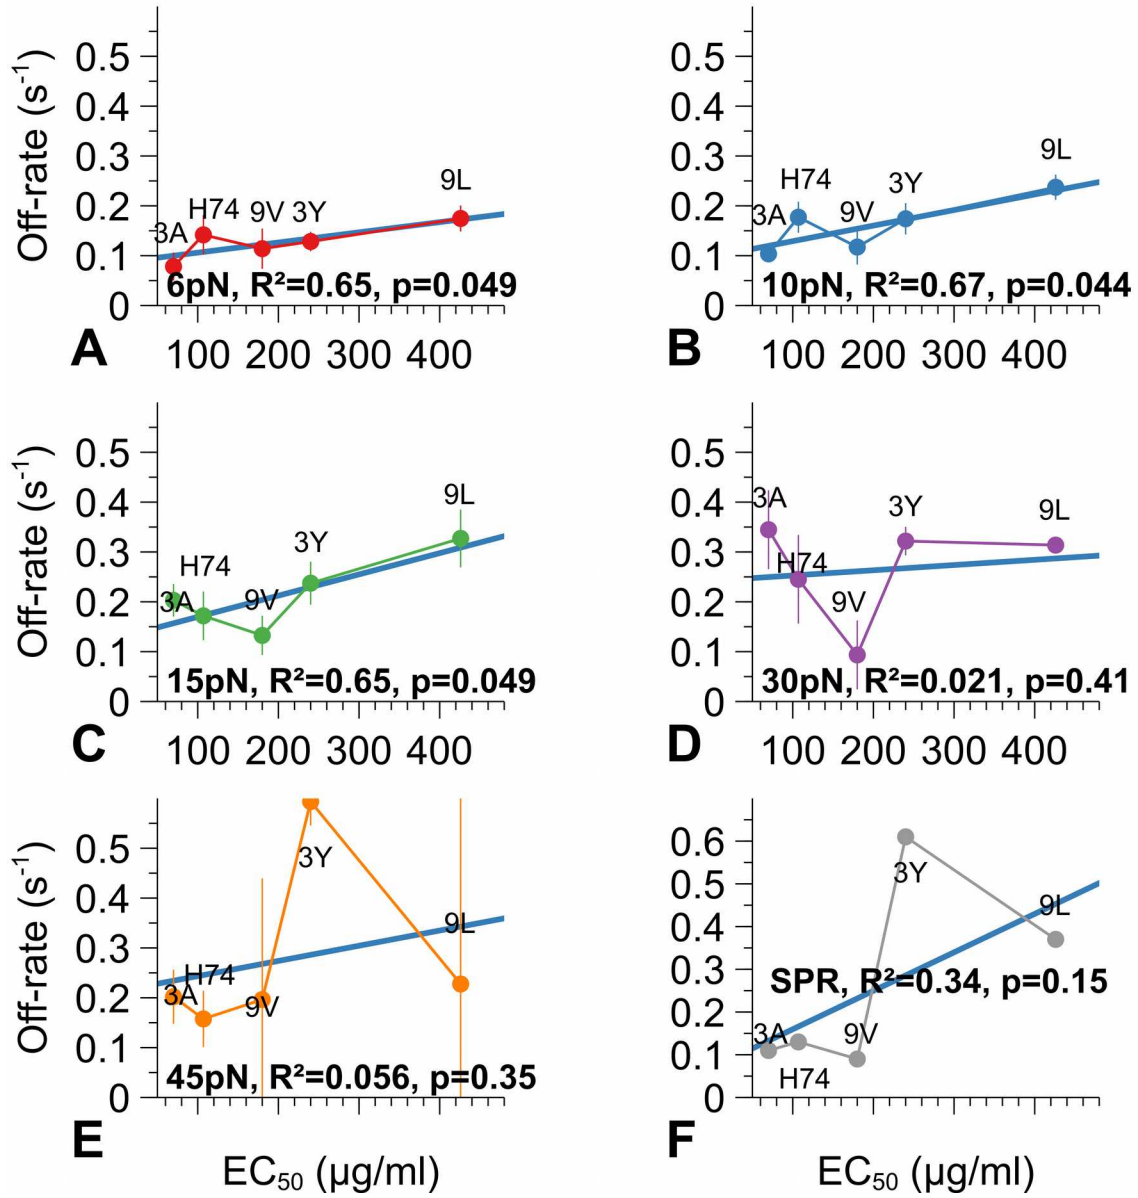 Off-rate (s⁻¹)
0.5
0.4
0.3
0.2
0.1
0
3A
H74
9V
3Y
9L
6pN, R²=0.65, p=0.049
A
100 200 300 400
0.5
0.4
0.3
0.2
0.1
0
3A
H74
9V
3Y
9L
10pN, R²=0.67, p=0.044
B
100 200 300 400
Off-rate (s⁻¹)
0.5
0.4
0.3
0.2
0.1
0
3A
H74
9V
3Y
9L
15pN, R²=0.65, p=0.049
C
100 200 300 400
0.5
0.4
0.3
0.2
0.1
0
3A
H74
9V
3Y
9L
30pN, R²=0.021, p=0.41
D
100 200 300 400
Off-rate (s⁻¹)
0.5
0.4
0.3
0.2
0.1
0
3A
H74
9V
3Y
9L
45pN, R²=0.056, p=0.35
E
EC₅₀ (µg/ml)
0.6
0.5
0.4
0.3
0.2
0.1
0
3A
H74
9V
3Y
9L
SPR, R²=0.34, p=0.15
F
EC₅₀ (µg/ml)